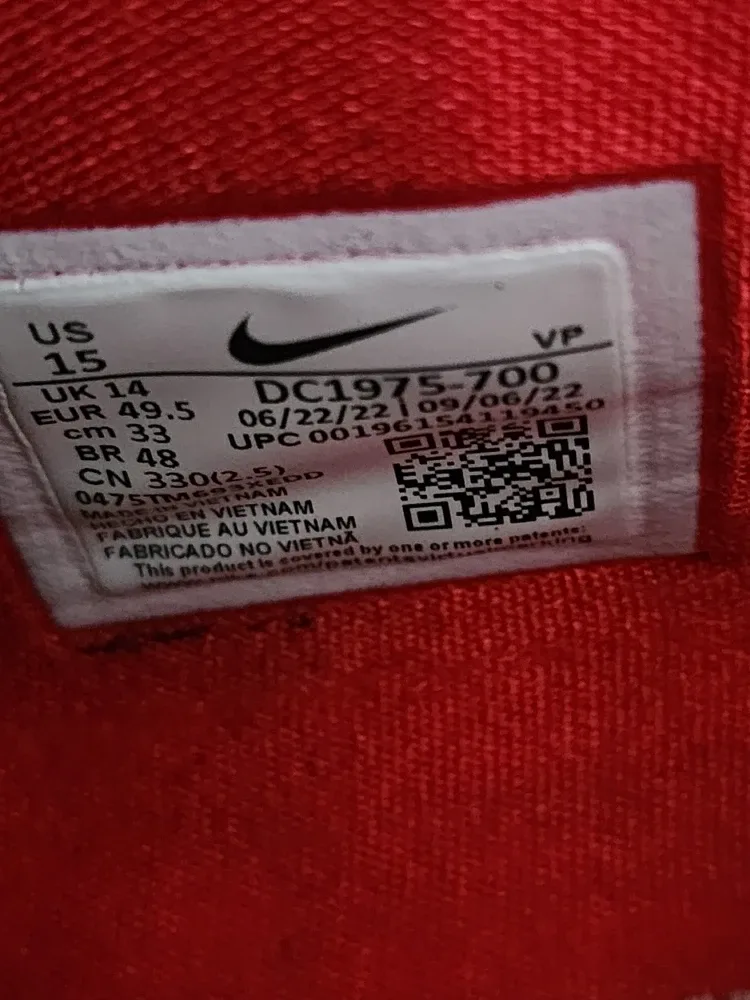 US
15
VP
UK 14
EUR 49.5
cm 33
BR 48
CN 330(2.5)
DC1975-700
06/22/22 | 09/06/22
UPC 00196154119450
MADE IN VIETNAM
HECHO EN VIETNAM
FABRIQUE AU VIETNAM
FABRICADO NO VIETNÃ
This product is covered by one or more patents: